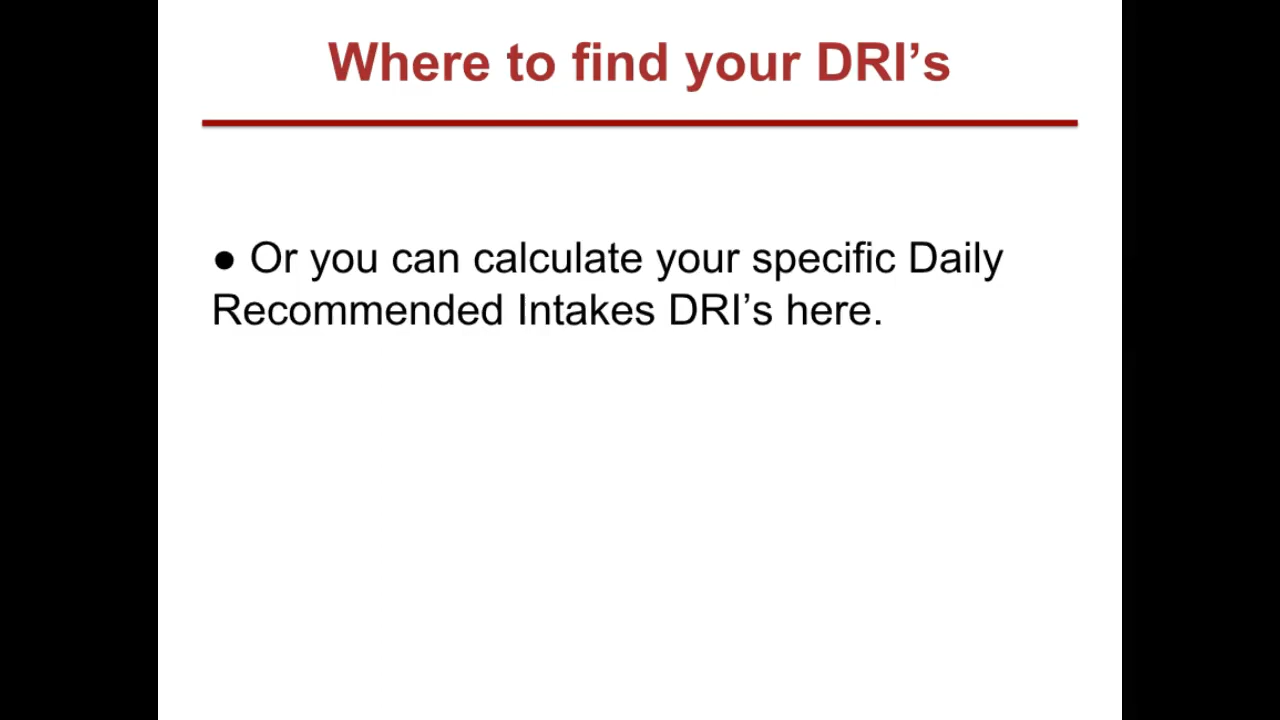 Where to find your DRI’s
● Or you can calculate your specific Daily
Recommended Intakes DRI’s here.